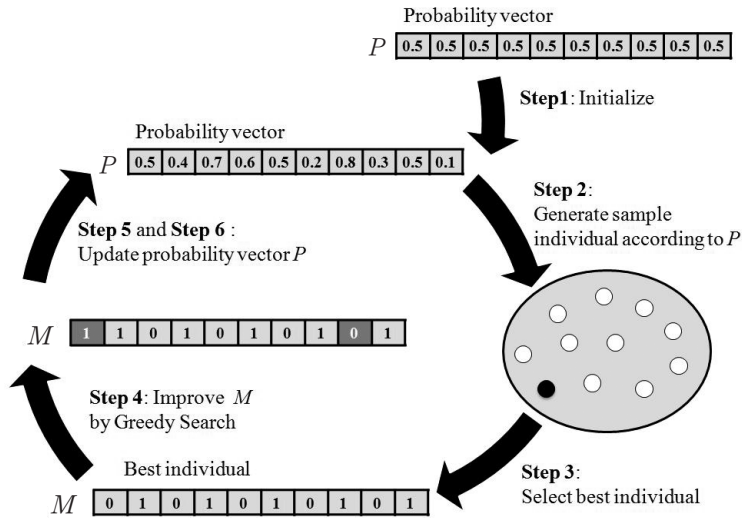 Probability vector
P 0.5 0.5 0.5 0.5 0.5 0.5 0.5 0.5 0.5 0.5
Step1: Initialize
Probability vector
P 0.5 0.4 0.7 0.6 0.5 0.2 0.8 0.3 0.5 0.1
Step 2:
Generate sample
individual according to P
Step 5 and Step 6 :
Update probability vector P
M 1 1 0 1 0 1 0 1 0 1
Step 4: Improve M
by Greedy Search
Best individual
M 0 1 0 1 0 1 0 1 0 1
Step 3:
Select best individual